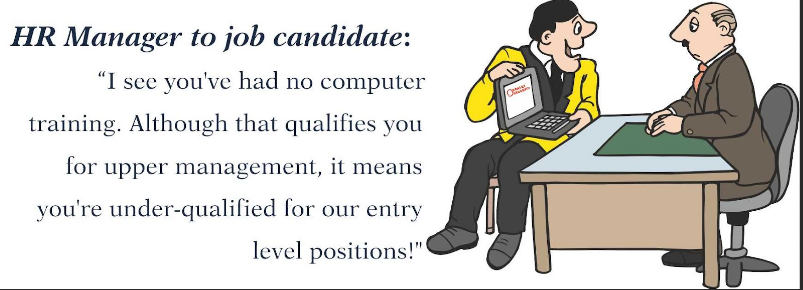 HR Manager to job candidate:
“I see you've had no computer
training. Although that qualifies you
for upper management, it means
you're under-qualified for our entry
level positions!"